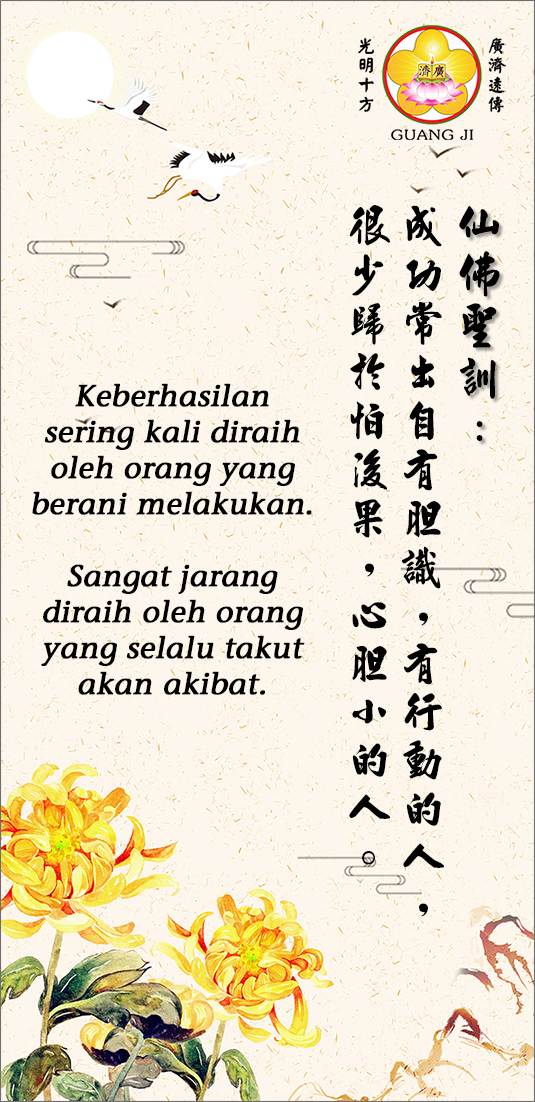 廣濟遠傳
光明十方
廣濟
GUANG JI
仙佛聖訓：
成功常出自有胆識，有行動的人，
很少歸於怕後果，心胆小的人。
Keberhasilan
sering kali diraih
oleh orang yang
berani melakukan.
Sangat jarang
diraih oleh orang
yang selalu takut
akan akibat.